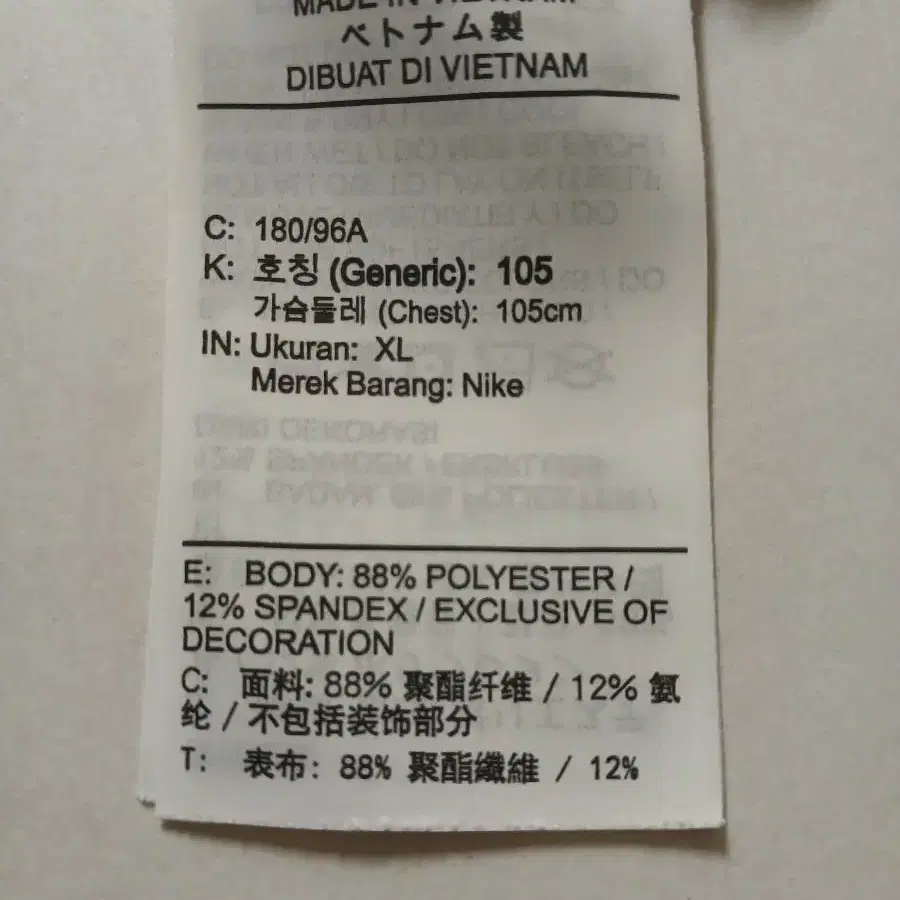 MADE IN VIETNAM
ベトナム製
DIBUAT DI VIETNAM
C: 180/96A
K: 호칭 (Generic): 105
가슴둘레 (Chest): 105cm
IN: Ukuran: XL
Merek Barang: Nike
E: BODY: 88% POLYESTER /
12% SPANDEX / EXCLUSIVE OF
DECORATION
C: 面料: 88% 聚酯纤维 / 12% 氨
纶 / 不包括装饰部分
T: 表布: 88% 聚酯纖維 / 12%